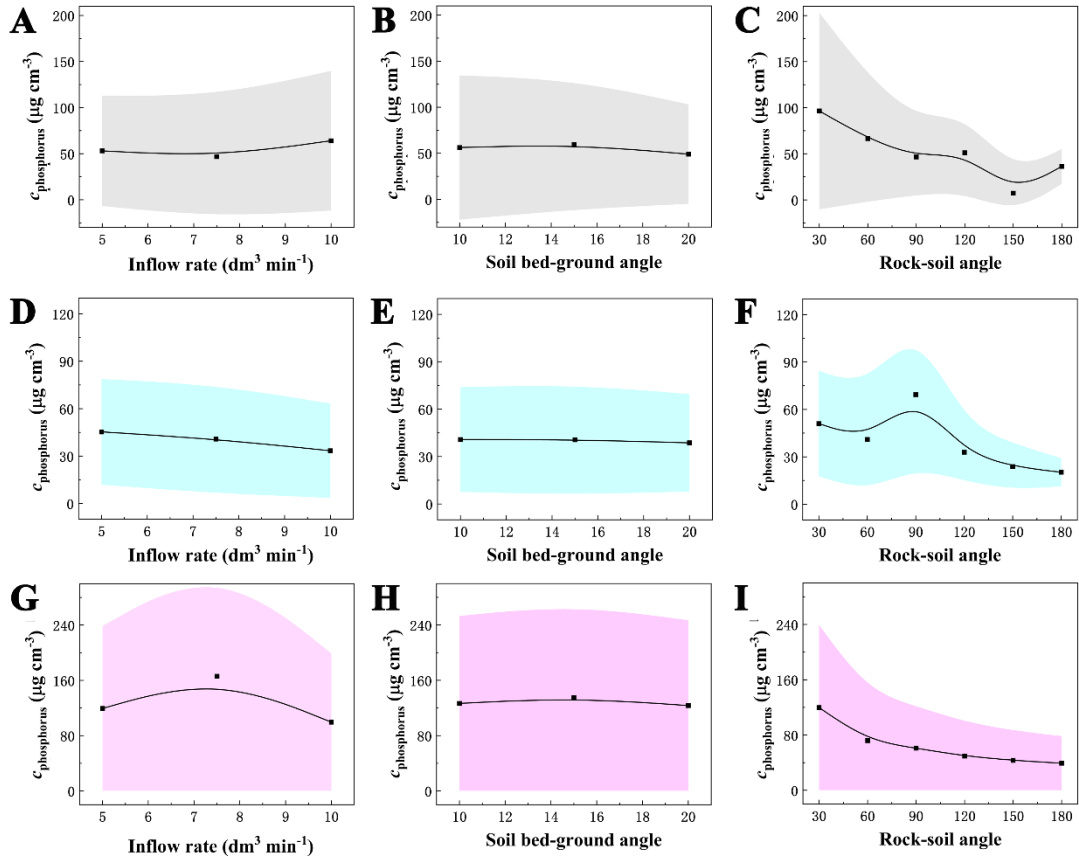 A
B
C
200
150
100
50
0
c phosphorus (μg cm-3)
5 6 7 8 9 10
Inflow rate (dm3 min-1)
200
150
100
50
0
c phosphorus (μg cm-3)
10 12 14 16 18 20
Soil bed-ground angle
200
150
100
50
0
c phosphorus (μg cm-3)
30 60 90 120 150 180
Rock-soil angle
D
E
F
120
90
60
30
0
c phosphorus (μg cm-3)
5 6 7 8 9 10
Inflow rate (dm3 min-1)
120
90
60
30
0
c phosphorus (μg cm-3)
10 12 14 16 18 20
Soil bed-ground angle
120
90
60
30
0
c phosphorus (μg cm-3)
30 60 90 120 150 180
Rock-soil angle
G
H
I
240
160
80
0
c phosphorus (μg cm-3)
5 6 7 8 9 10
Inflow rate (dm3 min-1)
240
160
80
0
c phosphorus (μg cm-3)
10 12 14 16 18 20
Soil bed-ground angle
240
160
80
0
c phosphorus (μg cm-3)
30 60 90 120 150 180
Rock-soil angle